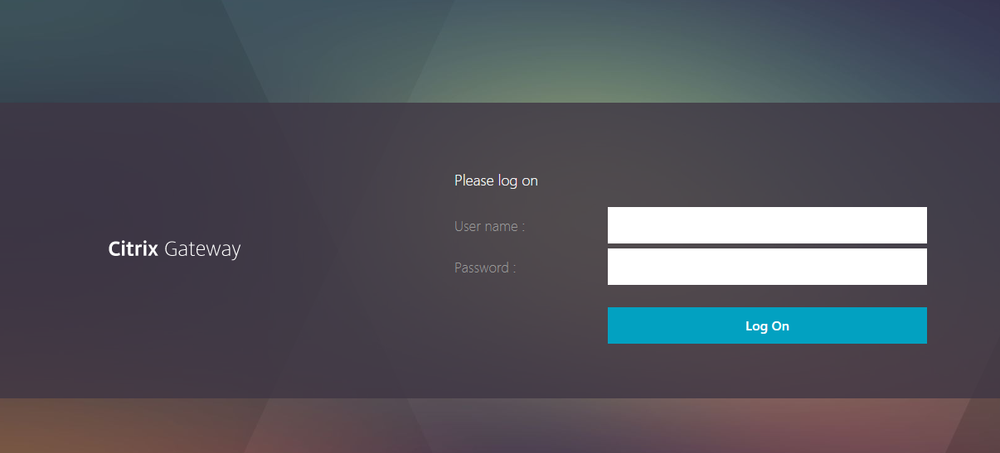 Please log on
User name :
Citrix Gateway
Password :
Log On